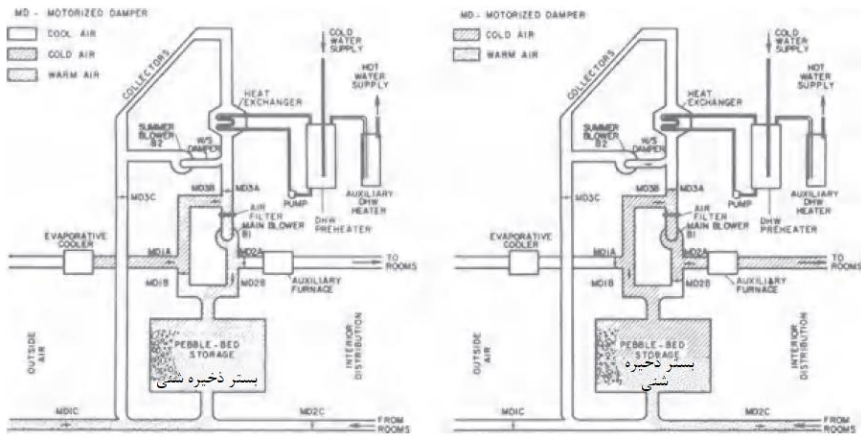 MD - MOTORIZED DAMPER
COOL AIR
COLD AIR
WARM AIR
COLLECTORS
COLD
WATER
SUPPLY
HOT
WATER
SUPPLY
HEAT
EXCHANGER
SUMMER
BLOWER
B2
W/S
DAMPER
MD3B
MD3A
MD3C
AIR
FILTER
MAIN BLOWER
B1
PUMP
DHW
PREHEATER
AUXILIARY
DHW
HEATER
EVAPORATIVE
COOLER
MD1A
MD2A
MD1B
MD2B
AUXILIARY
FURNACE
TO
ROOMS
OUTSIDE
AIR
PEBBLE-BED
STORAGE
بستر ذخیره شنی
INTERIOR
DISTRIBUTION
MD1C
MD2C
FROM
ROOMS
MD - MOTORIZED DAMPER
COLD AIR
WARM AIR
COLLECTORS
COLD
WATER
SUPPLY
HOT
WATER
SUPPLY
HEAT
EXCHANGER
SUMMER
BLOWER
B2
W/S
DAMPER
MD3B
MD3A
MD3C
AIR
FILTER
MAIN BLOWER
B1
PUMP
DHW
PREHEATER
AUXILIARY
DHW
HEATER
EVAPORATIVE
COOLER
MD1A
MD2A
MD1B
MD2B
AUXILIARY
FURNACE
TO
ROOMS
OUTSIDE
AIR
PEBBLE-BED
STORAGE
بستر ذخیره
شنی
INTERIOR
DISTRIBUTION
MD1C
MD2C
FROM
ROOMS